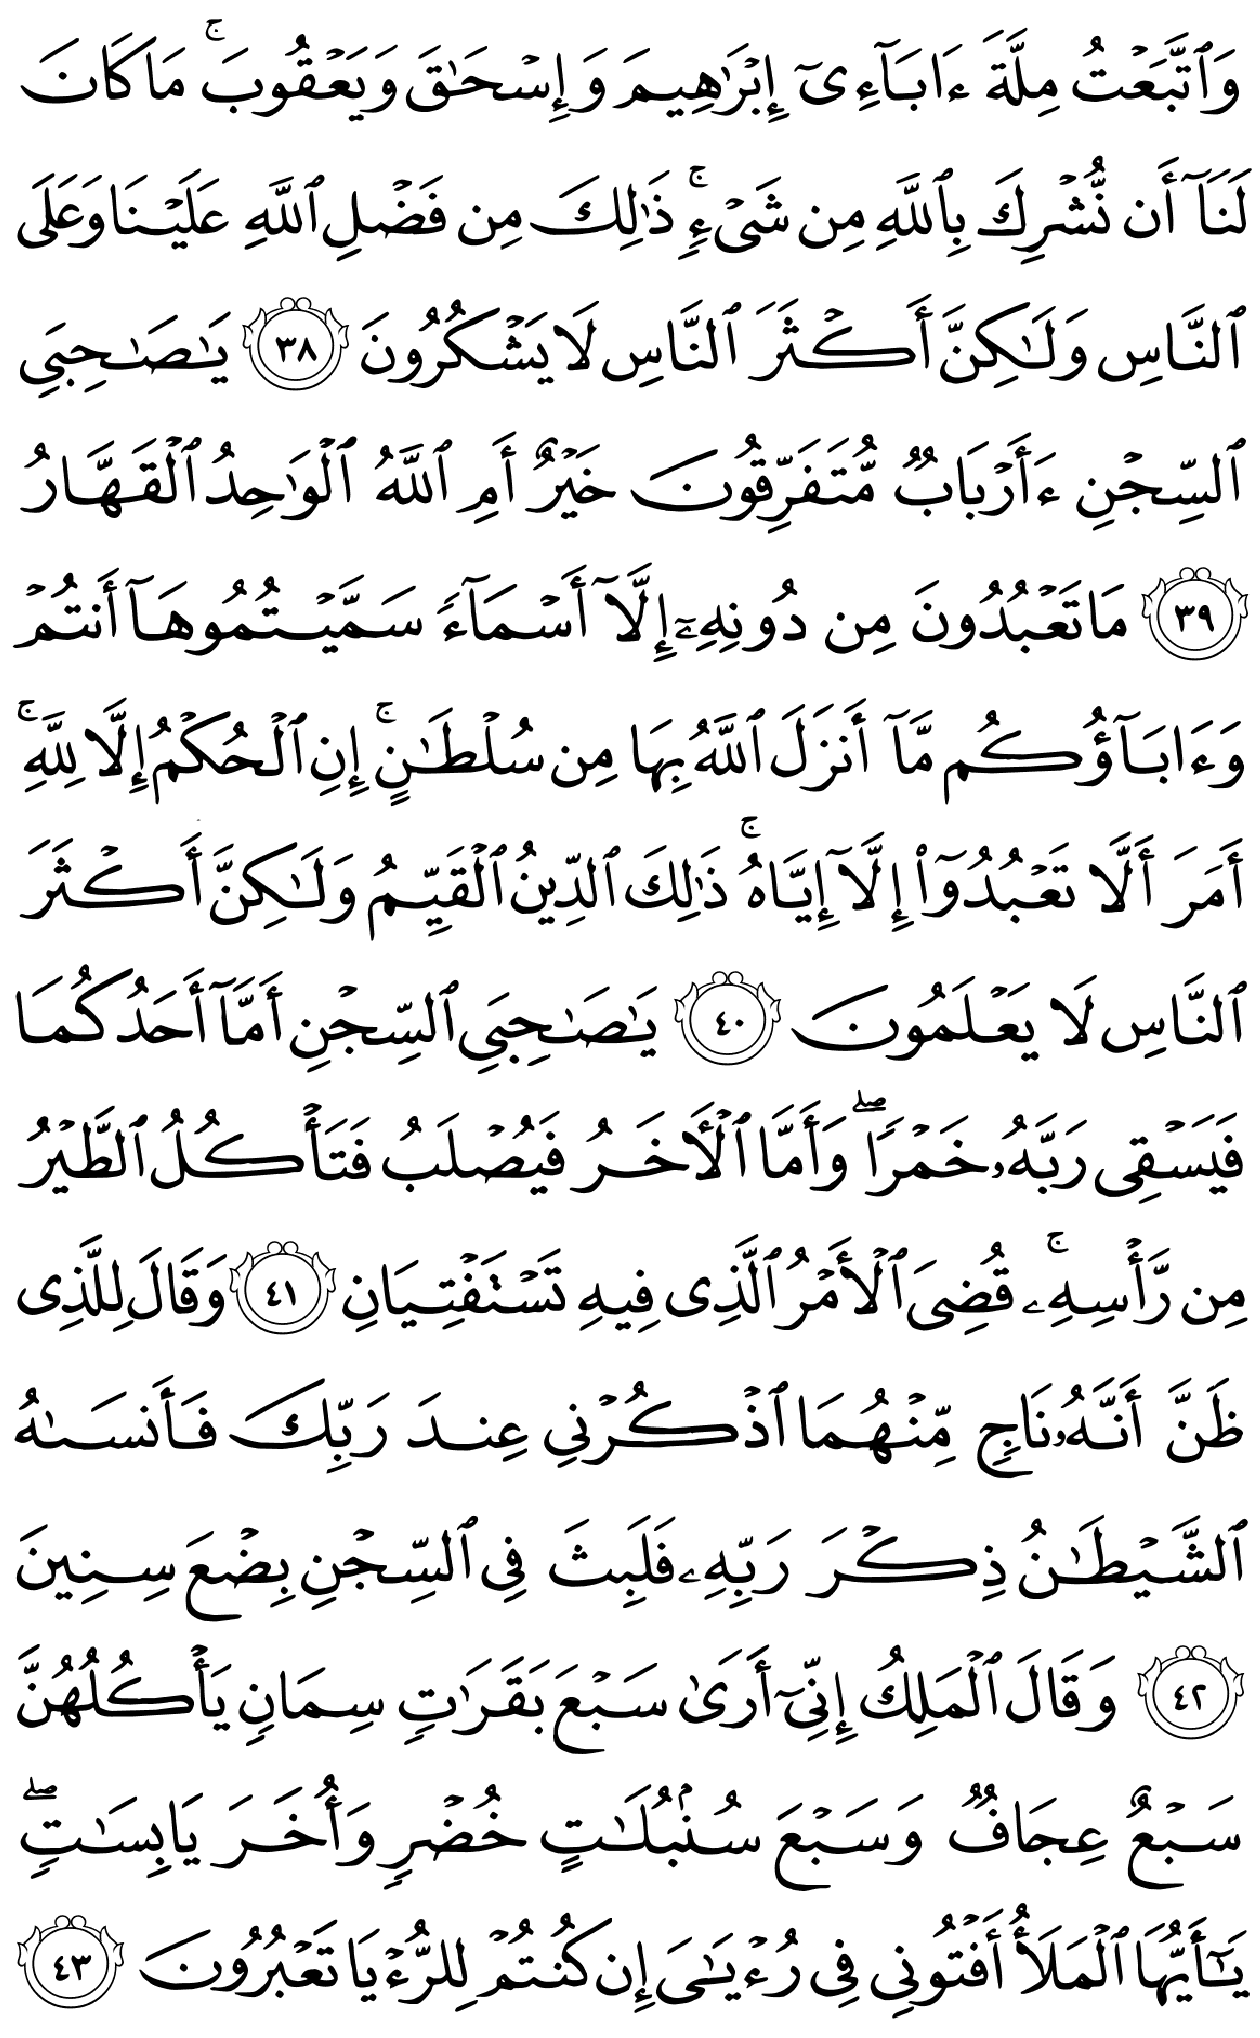 وَٱتَّبَعۡتُ مِلَّةَ ءَابَآءِيٓ إِبۡرَٰهِيمَ وَإِسۡحَٰقَ وَيَعۡقُوبَۚ مَا كَانَ
لَنَآ أَن نُّشۡرِكَ بِٱللَّهِ مِن شَيۡءٖۚ ذَٰلِكَ مِن فَضۡلِ ٱللَّهِ عَلَيۡنَا وَعَلَى
ٱلنَّاسِ وَلَٰكِنَّ أَكۡثَرَ ٱلنَّاسِ لَا يَشۡكُرُونَ ٣٨ يَٰصَٰحِبَيِ
ٱلسِّجۡنِ ءَأَرۡبَابٞ مُّتَفَرِّقُونَ خَيۡرٌ أَمِ ٱللَّهُ ٱلۡوَٰحِدُ ٱلۡقَهَّارُ
٣٩ مَا تَعۡبُدُونَ مِن دُونِهِۦٓ إِلَّآ أَسۡمَآءٗ سَمَّيۡتُمُوهَآ أَنتُمۡ
وَءَابَآؤُكُم مَّآ أَنزَلَ ٱللَّهُ بِهَا مِن سُلۡطَٰنٍۚ إِنِ ٱلۡحُكۡمُ إِلَّا لِلَّهِۚ
أَمَرَ أَلَّا تَعۡبُدُوٓاْ إِلَّآ إِيَّاهُۚ ذَٰلِكَ ٱلدِّينُ ٱلۡقَيِّمُ وَلَٰكِنَّ أَكۡثَرَ
ٱلنَّاسِ لَا يَعۡلَمُونَ ٤٠ يَٰصَٰحِبَيِ ٱلسِّجۡنِ أَمَّآ أَحَدُكُمَا
فَيَسۡقِي رَبَّهُۥ خَمۡرٗاۖ وَأَمَّا ٱلۡأٓخَرُ فَيُصۡلَبُ فَتَأۡكُلُ ٱلطَّيۡرُ
مِن رَّأۡسِهِۦۚ قُضِيَ ٱلۡأَمۡرُ ٱلَّذِي فِيهِ تَسۡتَفۡتِيَانِ ٤١ وَقَالَ لِلَّذِي
ظَنَّ أَنَّهُۥ نَاجٖ مِّنۡهُمَا ٱذۡكُرۡنِي عِندَ رَبِّكَ فَأَنسَىٰهُ
ٱلشَّيۡطَٰنُ ذِكۡرَ رَبِّهِۦ فَلَبِثَ فِي ٱلسِّجۡنِ بِضۡعَ سِنِينَ
٤٢ وَقَالَ ٱلۡمَلِكُ إِنِّيٓ أَرَىٰ سَبۡعَ بَقَرَٰتٖ سِمَانٖ يَأۡكُلُهُنَّ
سَبۡعٌ عِجَافٞ وَسَبۡعَ سُنۢبُلَٰتٍ خُضۡرٖ وَأُخَرَ يَابِسَٰتٖۖ
يَٰٓأَيُّهَا ٱلۡمَلَأُ أَفۡتُونِي فِي رُءۡيَٰيَ إِن كُنتُمۡ لِلرُّءۡيَا تَعۡبُرُونَ ٤٣